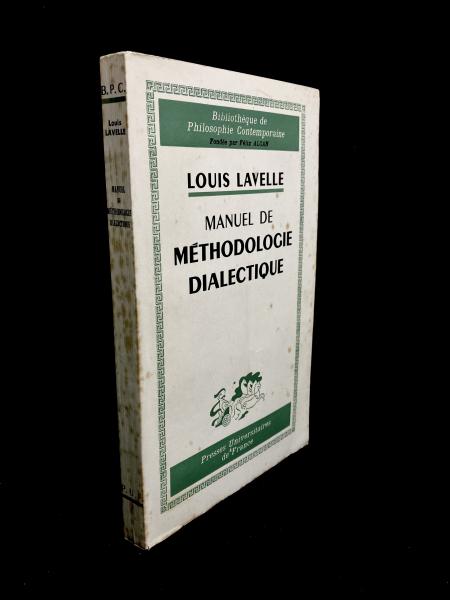 B. P. C.
Louis
LAVELLE
MANUEL
DE
MÉTHODOLOGIE
DIALECTIQUE
P. U. F.
Bibliothèque de
Philosophie Contemporaine
Fondée par Félix ALCAN
LOUIS LAVELLE
MANUEL DE
MÉTHODOLOGIE
DIALECTIQUE
Presses Universitaires
de France